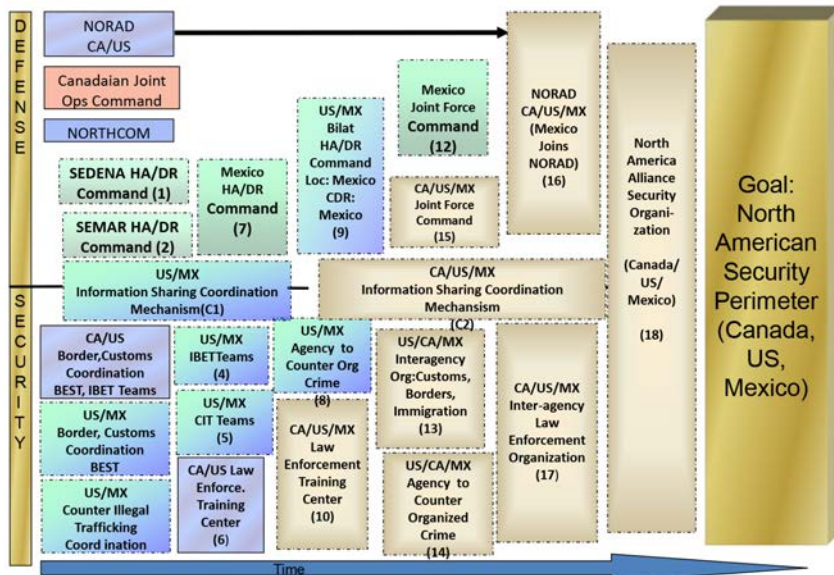 DEFENSE
SECURITY
NORAD
CA/US
Canadaian Joint
Ops Command
NORTHCOM
SEDENA HA/DR
Command (1)
SEMAR HA/DR
Command (2)
Mexico
HA/DR
Command
(7)
US/MX
Bilat
HA/DR
Command
Loc: Mexico
CDR:
Mexico
(9)
Mexico
Joint Force
Command
(12)
CA/US/MX
Joint Force
Command
(15)
NORAD
CA/US/MX
(Mexico
Joins
NORAD)
(16)
North
America
Alliance
Security
Organi-
zation
(Canada/
US/
Mexico)
(18)
Goal:
North
American
Security
Perimeter
(Canada,
US,
Mexico)
US/MX
Information Sharing Coordination
Mechanism(C1)
CA/US/MX
Information Sharing Coordination
Mechansism
(C2)
CA/US
Border,Customs
Coordination
BEST, IBET Teams
US/MX
IBETTeams
(4)
US/MX
Agency to
Counter Org
Crime
(8)
US/CA/MX
Interagency
Org:Customs,
Borders,
Immigration
(13)
CA/US/MX
Inter-agency
Law
Enforcement
Organization
(17)
US/MX
Border, Customs
Coordination
BEST
US/MX
CIT Teams
(5)
CA/US/MX
Law
Enforcement
Training
Center
(10)
US/MX
Counter Illegal
Trafficking
Coord ination
CA/US Law
Enforce.
Training
Center
(6)
US/CA/MX
Agency to
Counter
Organized
Crime
(14)
Time